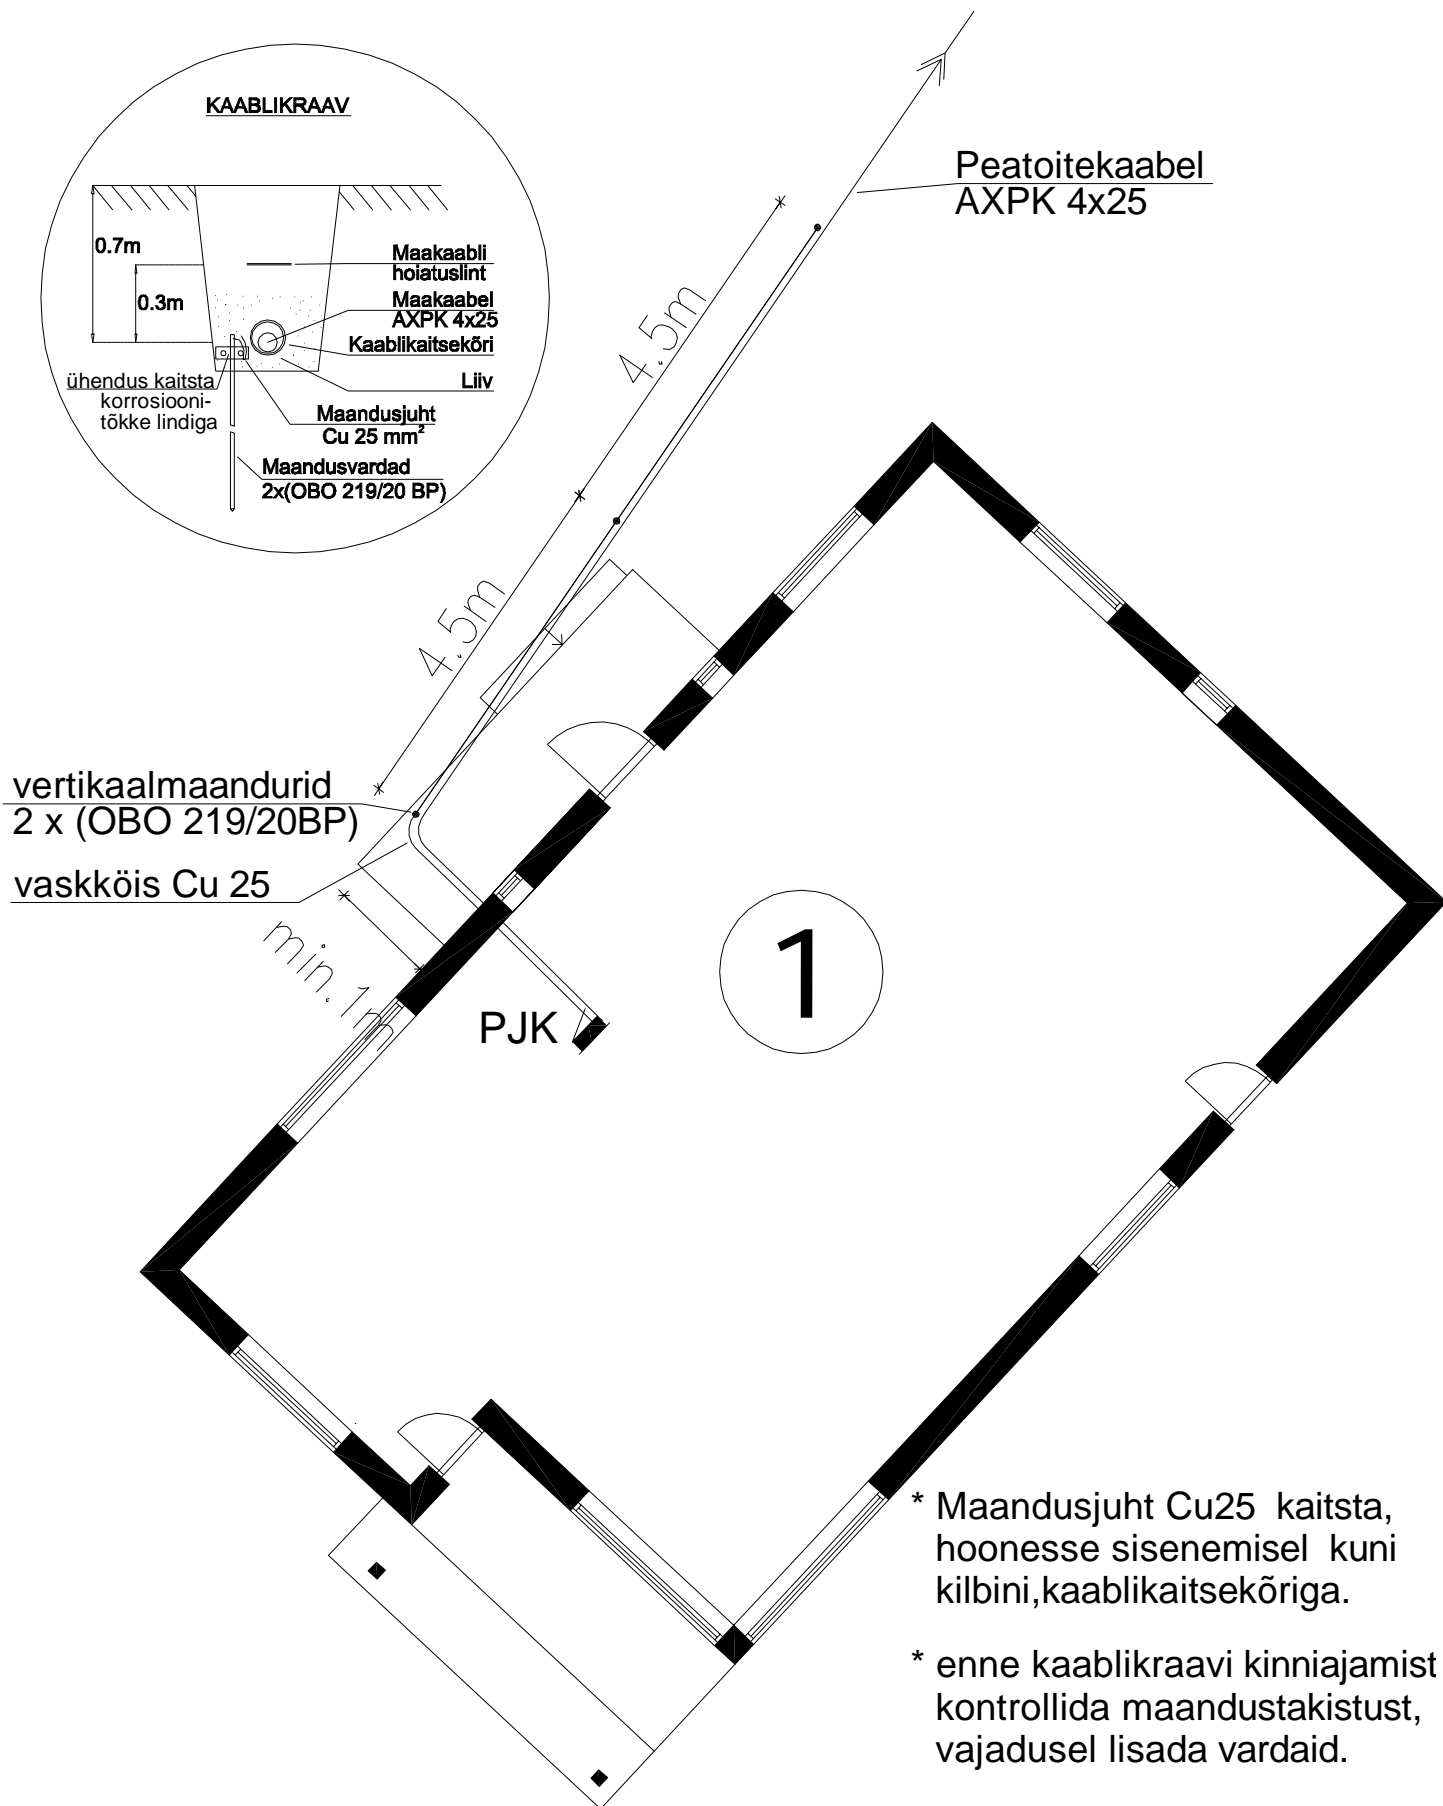 KAABLIKRAAV
0.7m
0.3m
Maakaabli
hoiatuslint
Maakaabel
AXPK 4x25
Kaablikaitsekõri
Liiv
ühendus kaitsta
korrosiooni-
tõkke lindiga
Maandusjuht
Cu 25 mm²
Maandusvardad
2x(OBO 219/20 BP)
Peatoitekaabel
AXPK 4x25
4.5m
4.5m
vertikaalmaandurid
2 x (OBO 219/20BP)
vaskköis Cu 25
min. 1m
PJK
1
* Maandusjuht Cu25 kaitsta,
hoonesse sisenemisel kuni
kilbini,kaablikaitsekõriga.
* enne kaablikraavi kinniajamist
kontrollida maandustakistust,
vajadusel lisada vardaid.